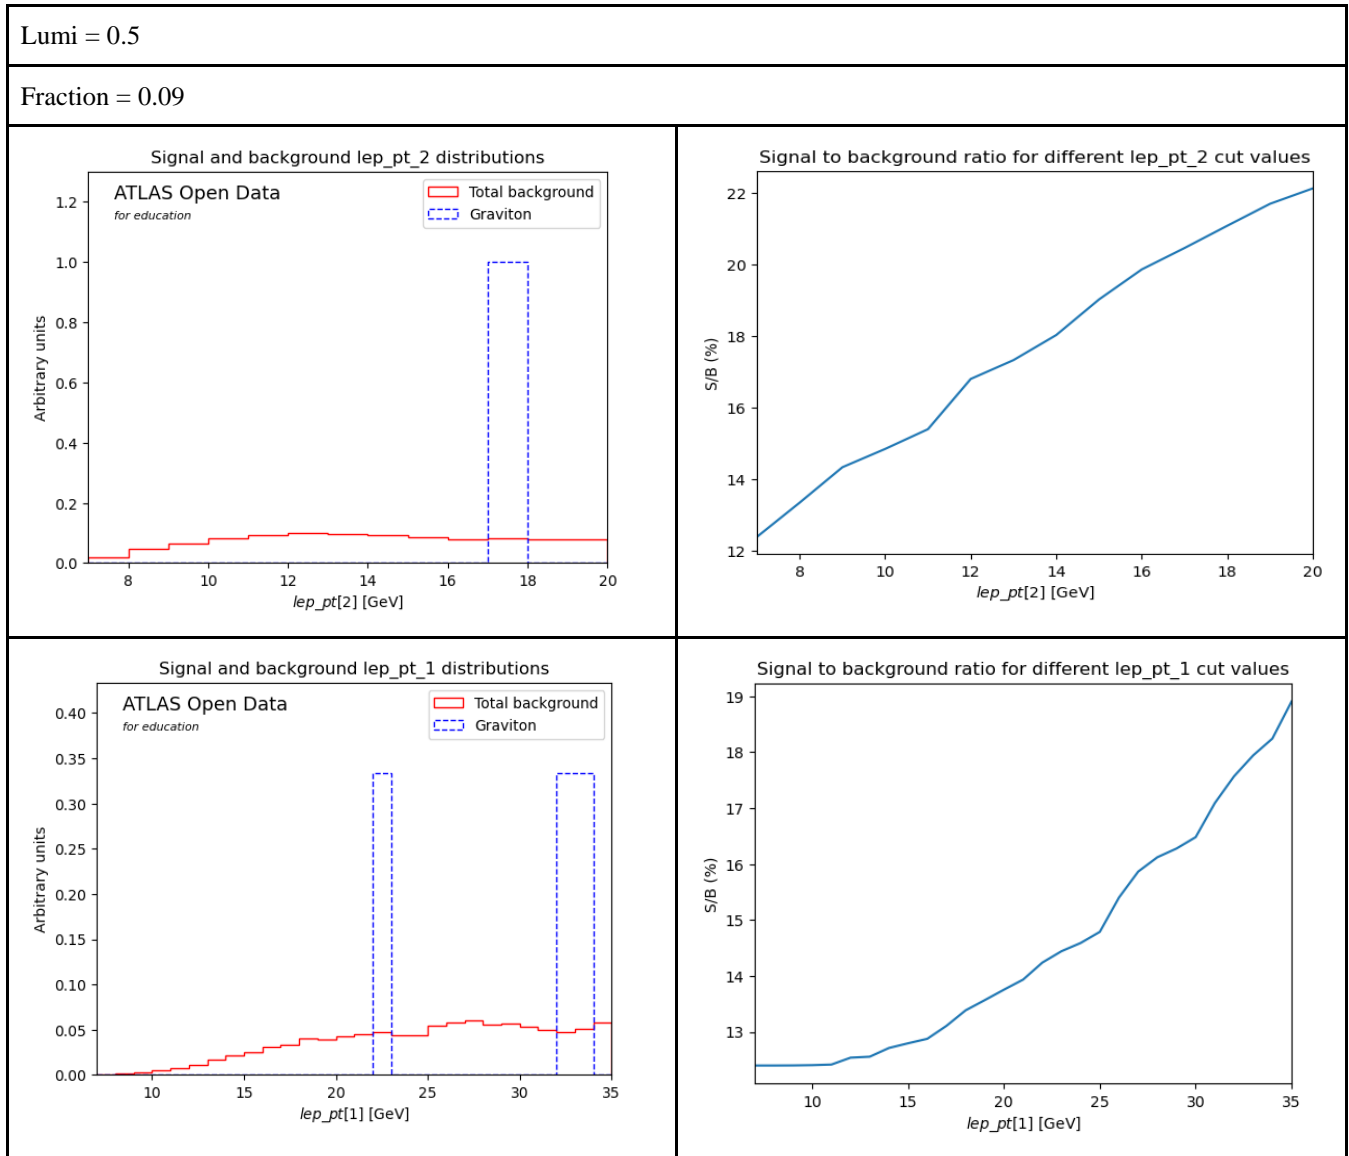 Lumi = 0.5
Fraction = 0.09
Signal and background lep_pt_2 distributions
ATLAS Open Data
for education
Total background
Graviton
1.2
1.0
0.8
0.6
0.4
0.2
0.0
Arbitrary units
8 10 12 14 16 18 20
lep_pt[2] [GeV]
Signal to background ratio for different lep_pt_2 cut values
22
20
18
16
14
12
S/B (%)
8 10 12 14 16 18 20
lep_pt[2] [GeV]
Signal and background lep_pt_1 distributions
ATLAS Open Data
for education
Total background
Graviton
0.40
0.35
0.30
0.25
0.20
0.15
0.10
0.05
0.00
Arbitrary units
10 15 20 25 30 35
lep_pt[1] [GeV]
Signal to background ratio for different lep_pt_1 cut values
19
18
17
16
15
14
13
S/B (%)
10 15 20 25 30 35
lep_pt[1] [GeV]